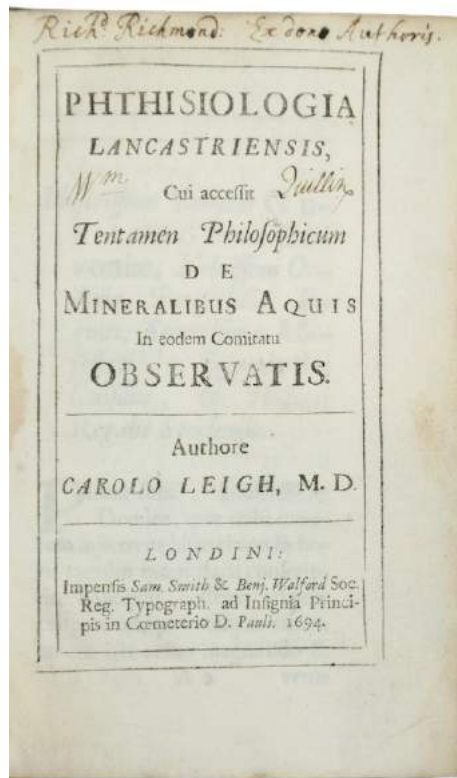 Richd Richmond: Ex dono Authoris.
PHTHISIOLOGIA
LANCASTRIENSIS,
Wm Cui accessit Quillin
Tentamen Philosophicum
DE
MINERALIBUS AQUIS
In eodem Comitatu
OBSERVATIS.
Authore
CAROLO LEIGH, M. D.
LONDINI:
Impensis Sam. Smith & Benj. Walford Soc.
Reg. Typograph. ad Insignia Princi-
pis in Cœmeterio D. Pauli. 1694.